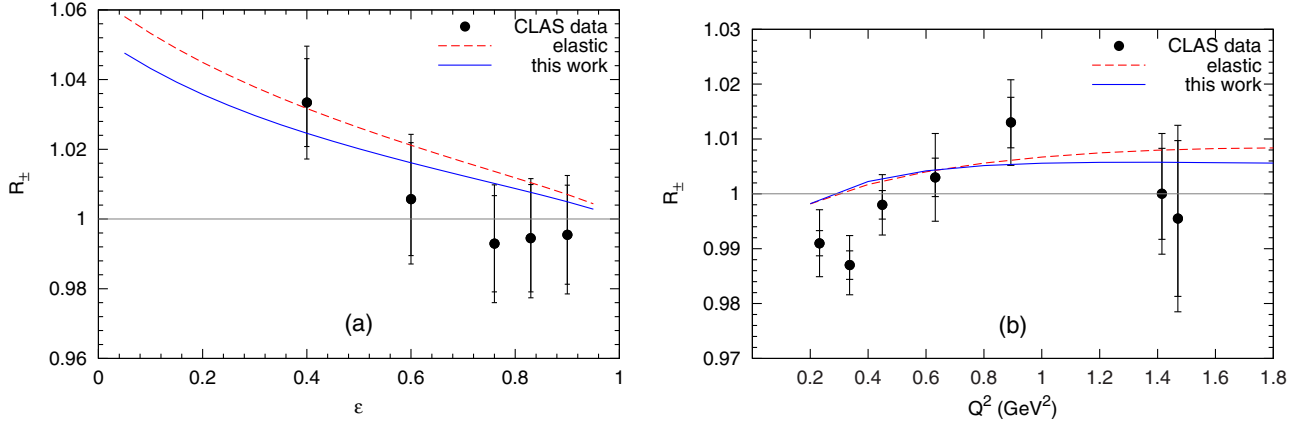 1.06
1.04
1.02
1
0.98
0.96
R±
CLAS data
elastic
this work
(a)
0 0.2 0.4 0.6 0.8 1
ε
1.03
1.02
1.01
1
0.99
0.98
0.97
R±
CLAS data
elastic
this work
(b)
0.2 0.4 0.6 0.8 1 1.2 1.4 1.6 1.8
Q² (GeV²)